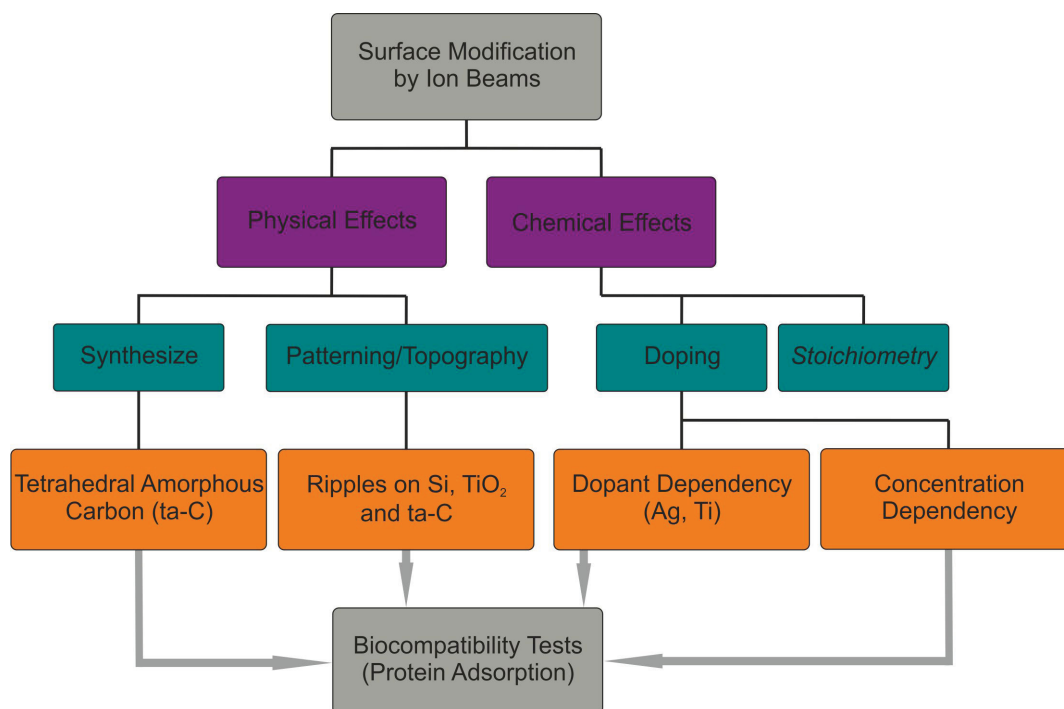 Surface Modification
by Ion Beams
Physical Effects
Chemical Effects
Synthesize
Patterning/Topography
Doping
Stoichiometry
Tetrahedral Amorphous
Carbon (ta-C)
Ripples on Si, TiO₂
and ta-C
Dopant Dependency
(Ag, Ti)
Concentration
Dependency
Biocompatibility Tests
(Protein Adsorption)